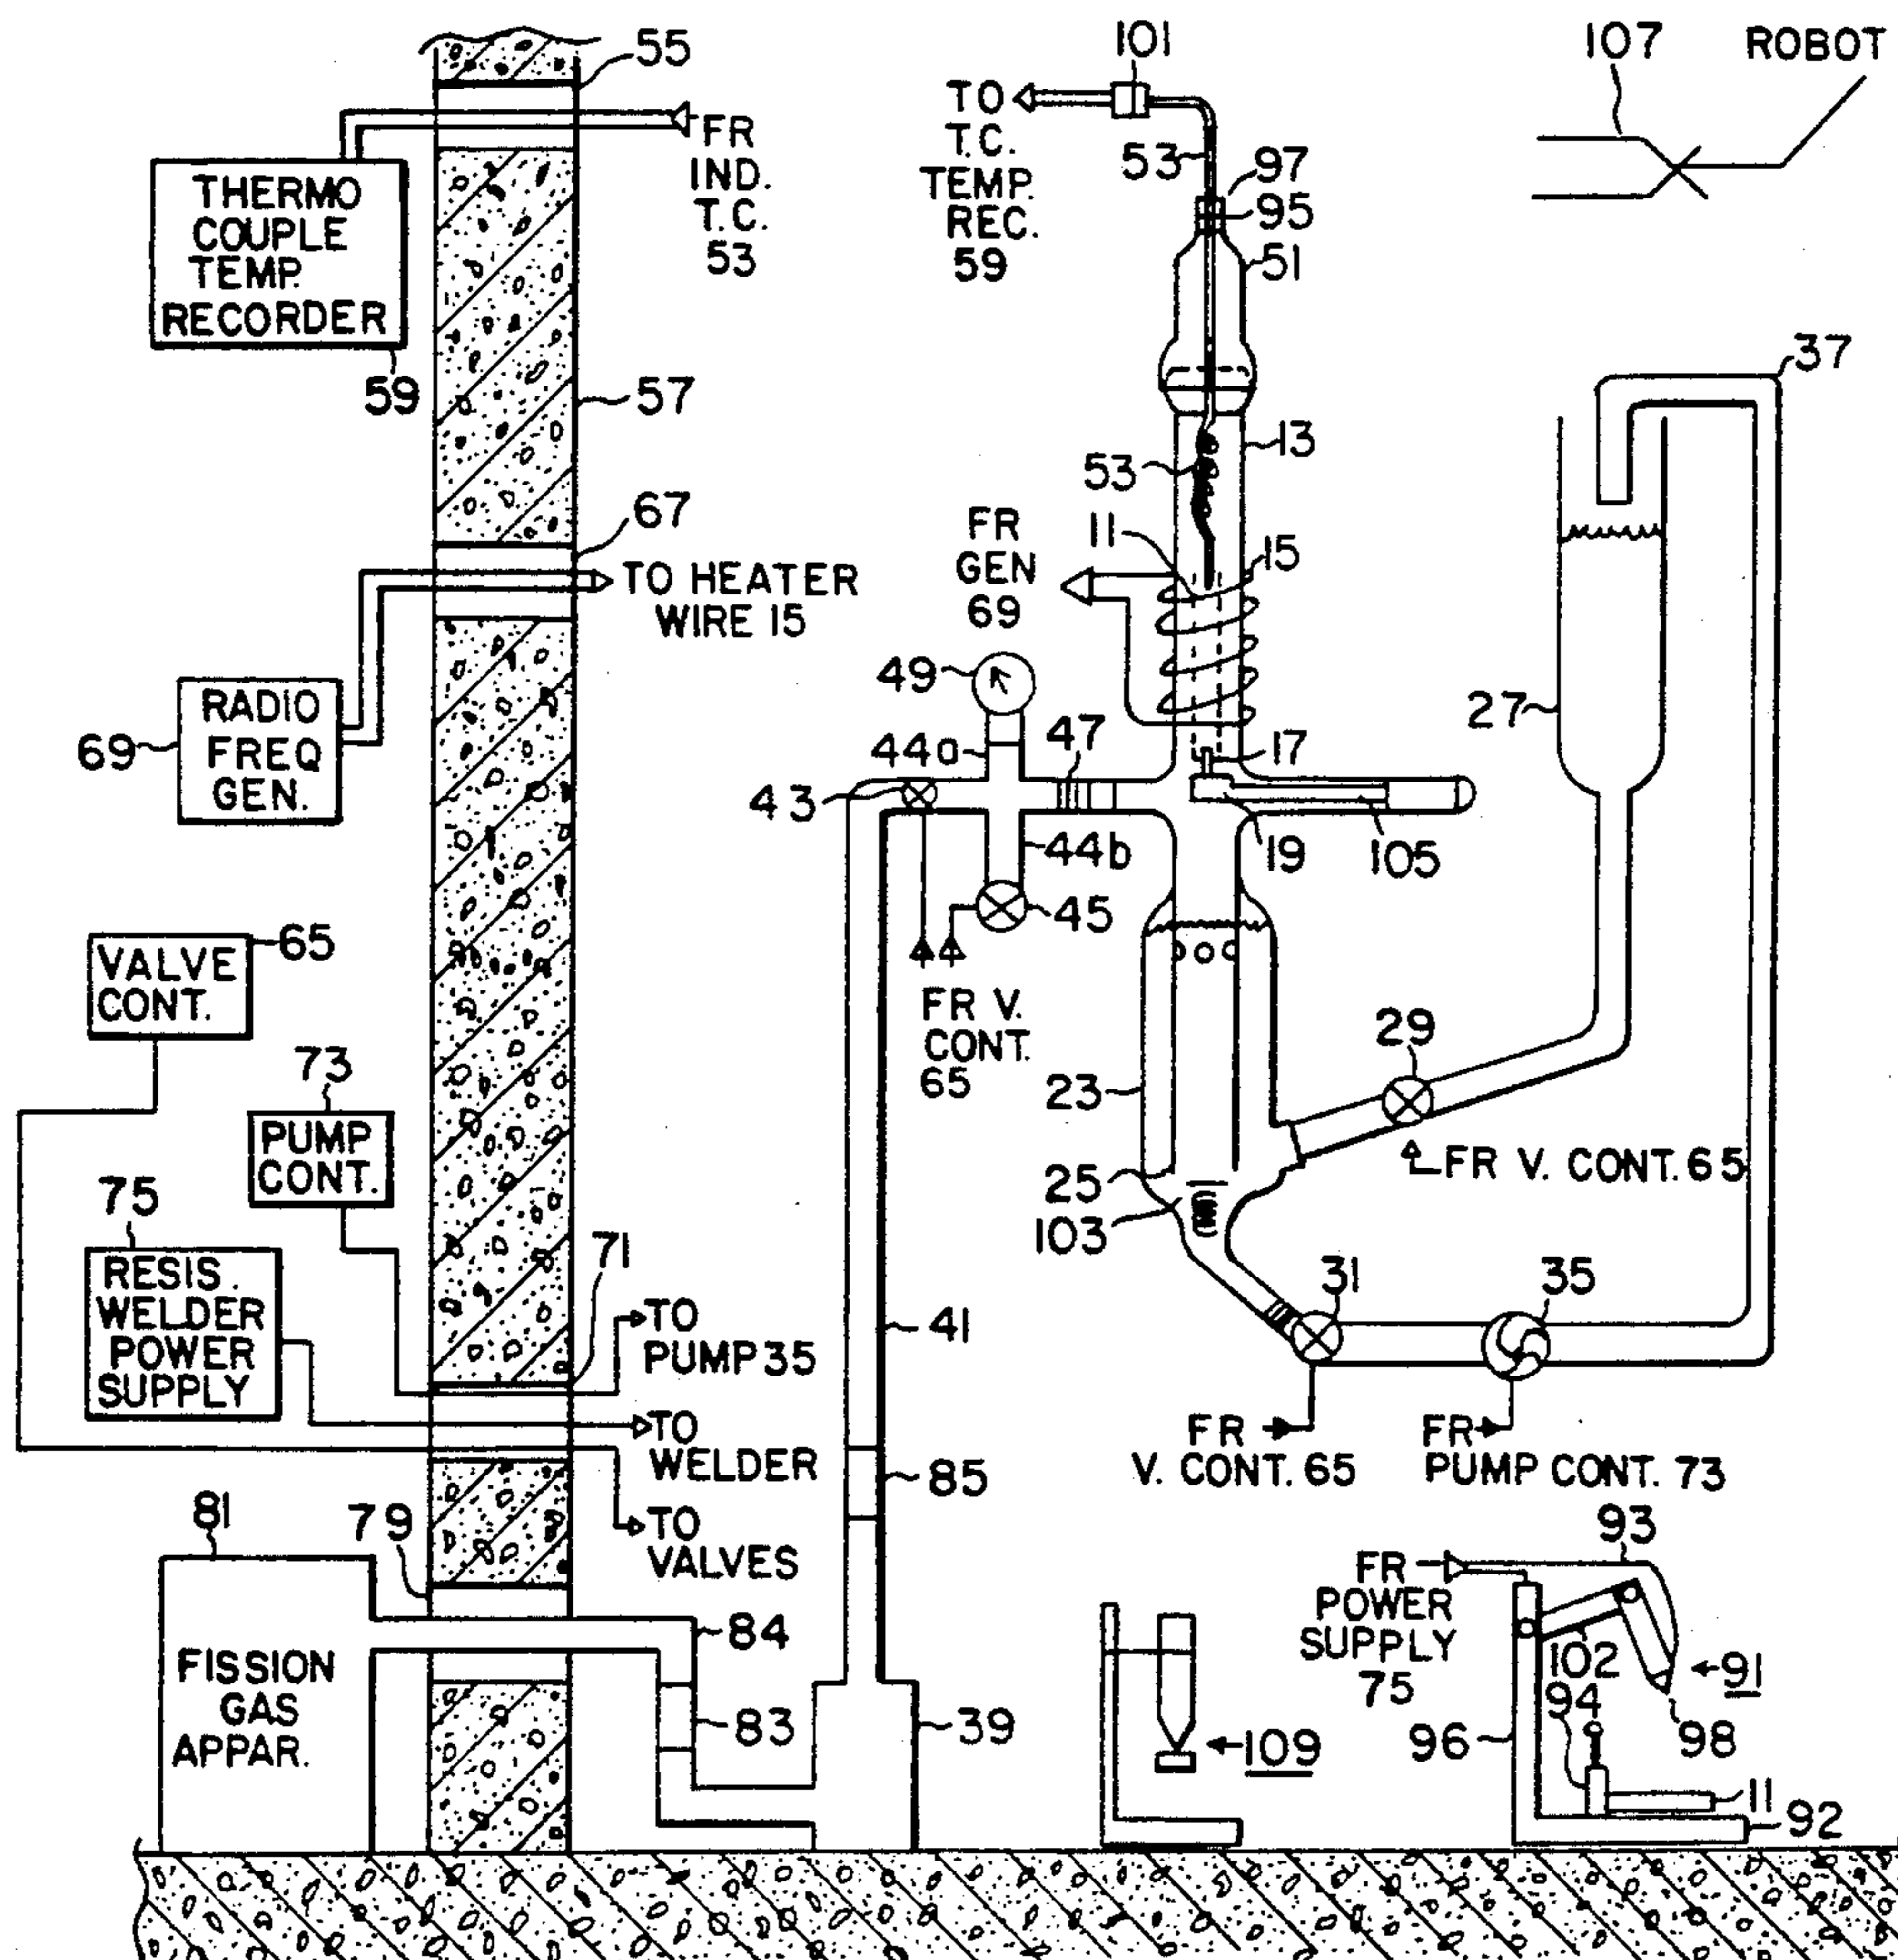 55
101
107
ROBOT
TO
T.C.
TEMP.
REC.
59
FR
IND.
T.C.
53
53
97
95
51
THERMO
COUPLE
TEMP.
RECORDER
59
57
37
13
53
67
FR
GEN
69
11
15
TO HEATER
WIRE 15
RADIO
FREQ
GEN.
69
49
44a
47
17
27
43
44b
19
105
45
65
VALVE
CONT.
FR V.
CONT.
65
29
73
PUMP
CONT.
23
FR V. CONT. 65
25
103
75
RESIS.
WELDER
POWER
SUPPLY
71
TO
PUMP 35
41
31
35
TO
WELDER
85
FR
V. CONT. 65
FR
PUMP CONT. 73
81
79
TO
VALVES
93
FR
POWER
SUPPLY
75
84
FISSION
GAS
APPAR.
83
39
109
102
91
94
96
98
11
92